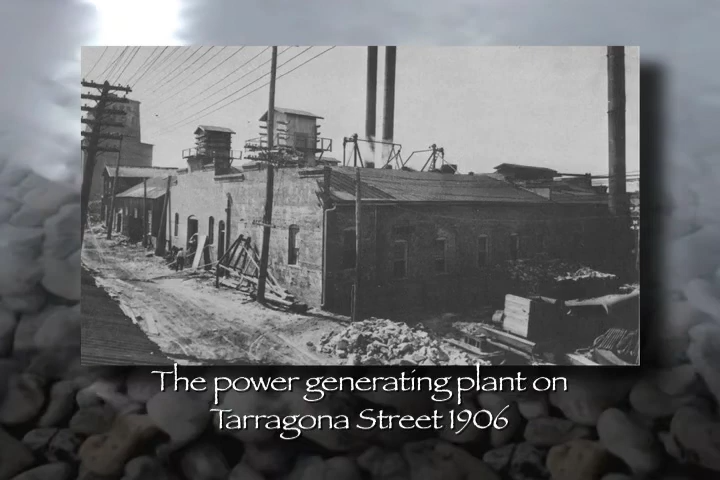 The power generating plant on
Tarragona Street 1906